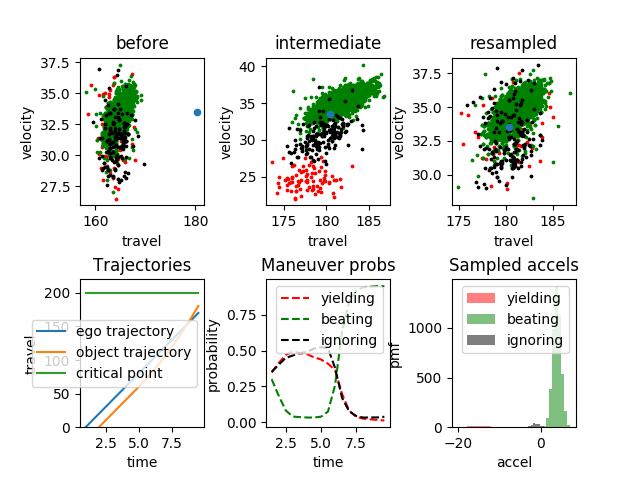 before
intermediate
resampled
37.5
35.0
32.5
30.0
27.5
velocity
160
180
travel
40
35
30
25
velocity
175
180
185
travel
37.5
35.0
32.5
30.0
velocity
175
180
185
travel
Trajectories
Maneuver probs
Sampled accels
200
150
100
50
0
travel
ego trajectory
object trajectory
critical point
2.5
5.0
7.5
time
0.75
0.50
0.25
0.00
probability
yielding
beating
ignoring
2.5
5.0
7.5
time
1000
500
0
pmf
yielding
beating
ignoring
-20
0
accel